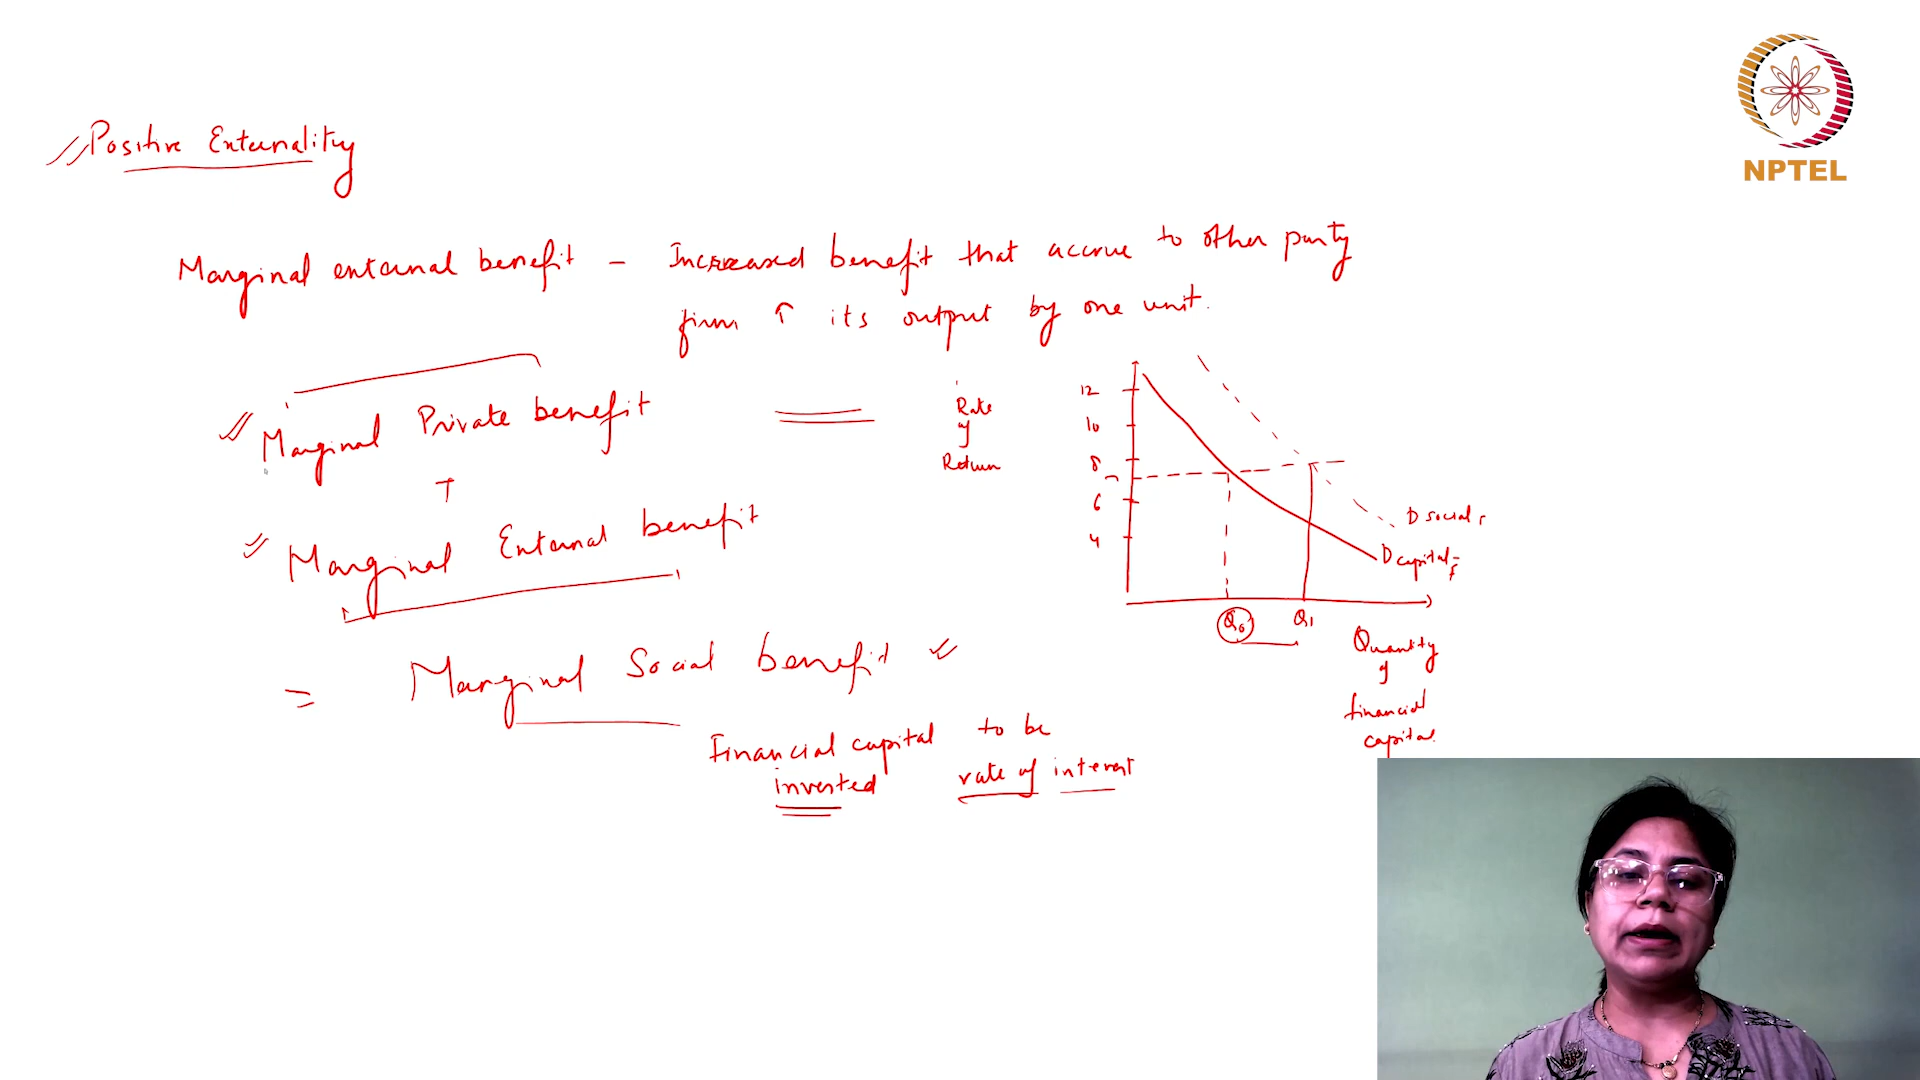 Positive Externality
Marginal external benefit - Increased benefit that accrue to other party
firm ↑ its output by one unit.
Marginal Private benefit
+
Marginal External benefit
= Marginal Social benefit
Financial capital to be
invested rate of interest
Rate
of
Return
12
10
8
6
4
D social
D capital
Q0 Q1
Quantity
of
financial
capital
NPTEL